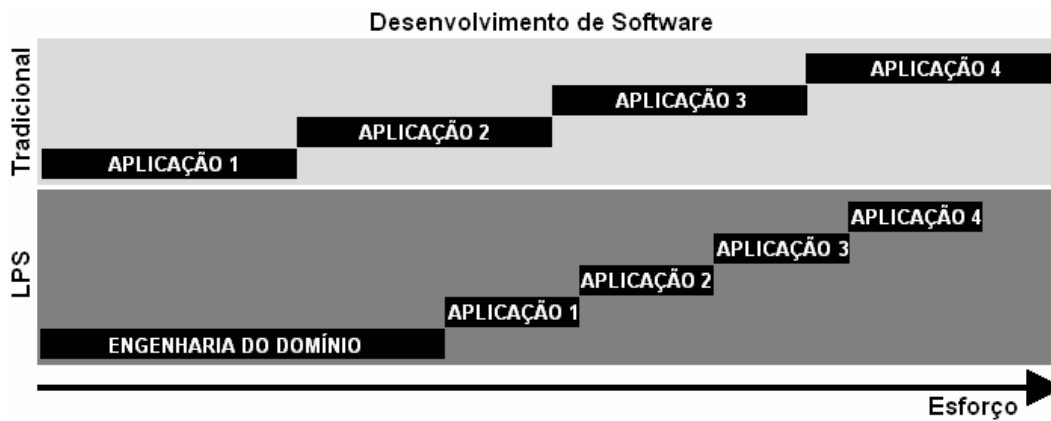 Desenvolvimento de Software
Tradicional
APLICAÇÃO 4
APLICAÇÃO 3
APLICAÇÃO 2
APLICAÇÃO 1
LPS
APLICAÇÃO 4
APLICAÇÃO 3
APLICAÇÃO 2
APLICAÇÃO 1
ENGENHARIA DO DOMÍNIO
Esforço